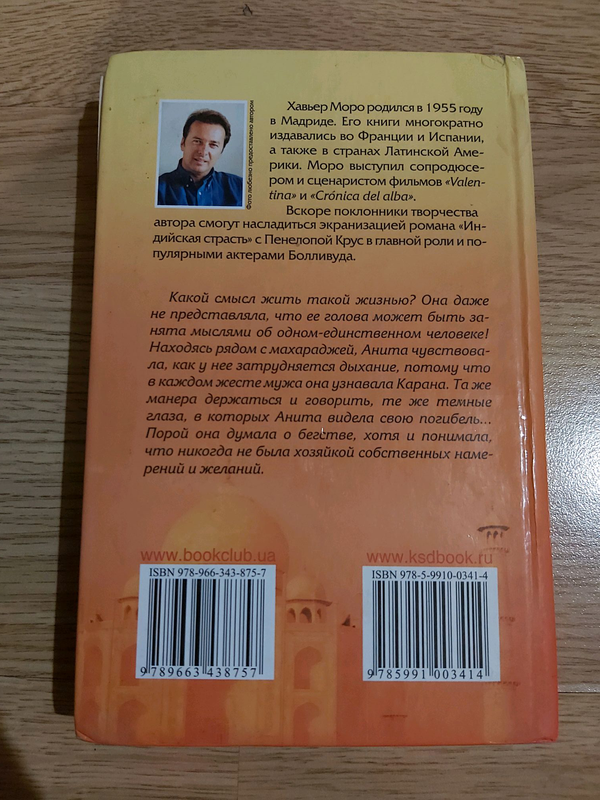 Хавьер Моро родился в 1955 году
в Мадриде. Его книги многократно
издавались во Франции и Испании,
а также в странах Латинской Аме-
рики. Моро выступил сопродюсе-
ром и сценаристом фильмов «Valen-
tina» и «Crónica del alba».
Вскоре поклонники творчества
автора смогут насладиться экранизацией романа «Ин-
дийская страсть» с Пенелопой Крус в главной роли и по-
пулярными актерами Болливуда.
Фото любезно предоставлено автором
Какой смысл жить такой жизнью? Она даже
не представляла, что ее голова может быть за-
нята мыслями об одном-единственном человеке!
Находясь рядом с махараджей, Анита чувствова-
ла, как у нее затрудняется дыхание, потому что
в каждом жесте мужа она узнавала Карана. Та же
манера держаться и говорить, те же темные
глаза, в которых Анита видела свою погибель...
Порой она думала о бегстве, хотя и понимала,
что никогда не была хозяйкой собственных наме-
рений и желаний.
www.bookclub.ua
ISBN 978-966-343-875-7
9 789663 438757
www.ksdbook.ru
ISBN 978-5-9910-0341-4
9 785991 003414